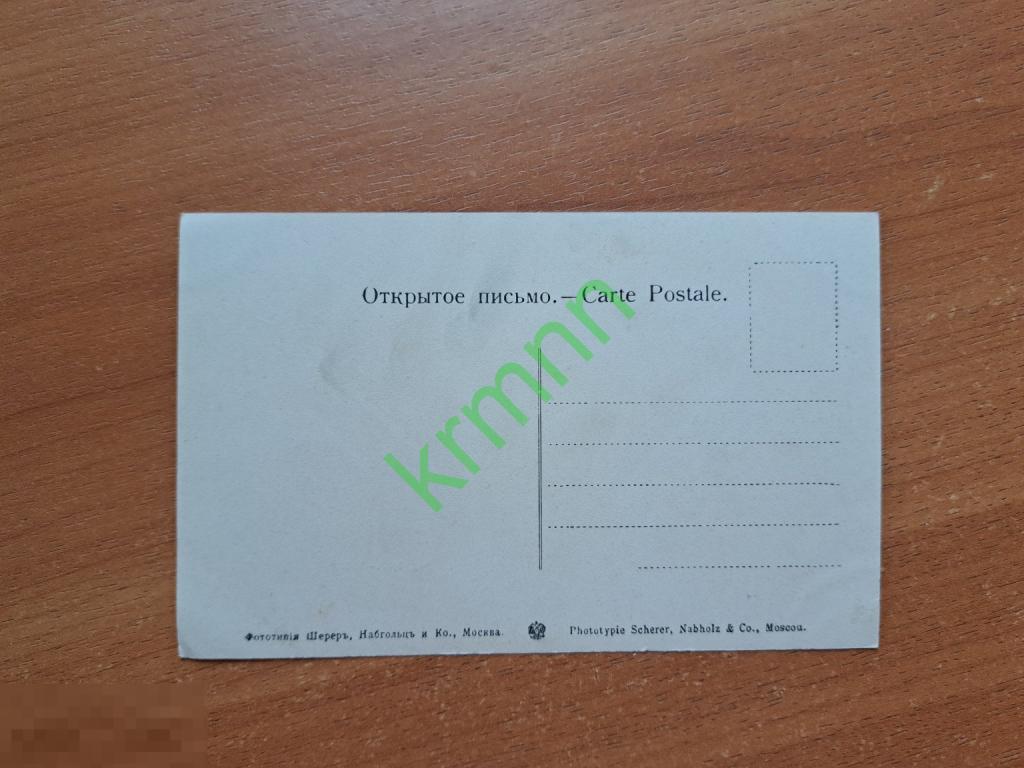 Открытое письмо.—Carte Postale.
krmnn
Фототипія Шереръ, Набгольцъ и Ко., Москва.
Phototypie Scherer, Nabholz & Co., Moscou.